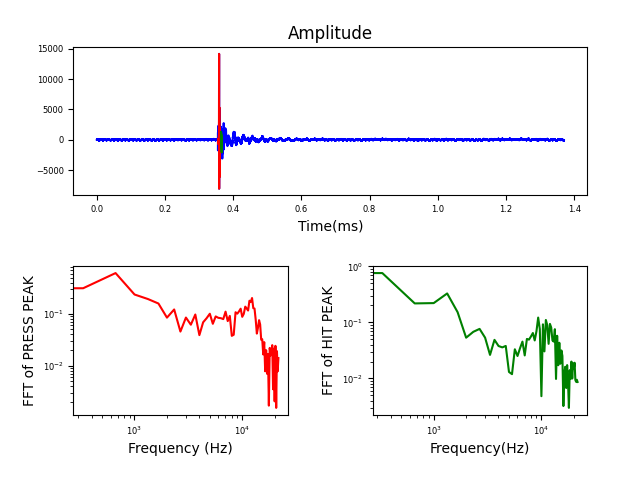 Amplitude
15000
10000
5000
0
−5000
0.0 0.2 0.4 0.6 0.8 1.0 1.2 1.4
Time(ms)
FFT of PRESS PEAK
10⁻¹
10⁻²
10³ 10⁴
Frequency (Hz)
FFT of HIT PEAK
10⁰
10⁻¹
10⁻²
10³ 10⁴
Frequency(Hz)